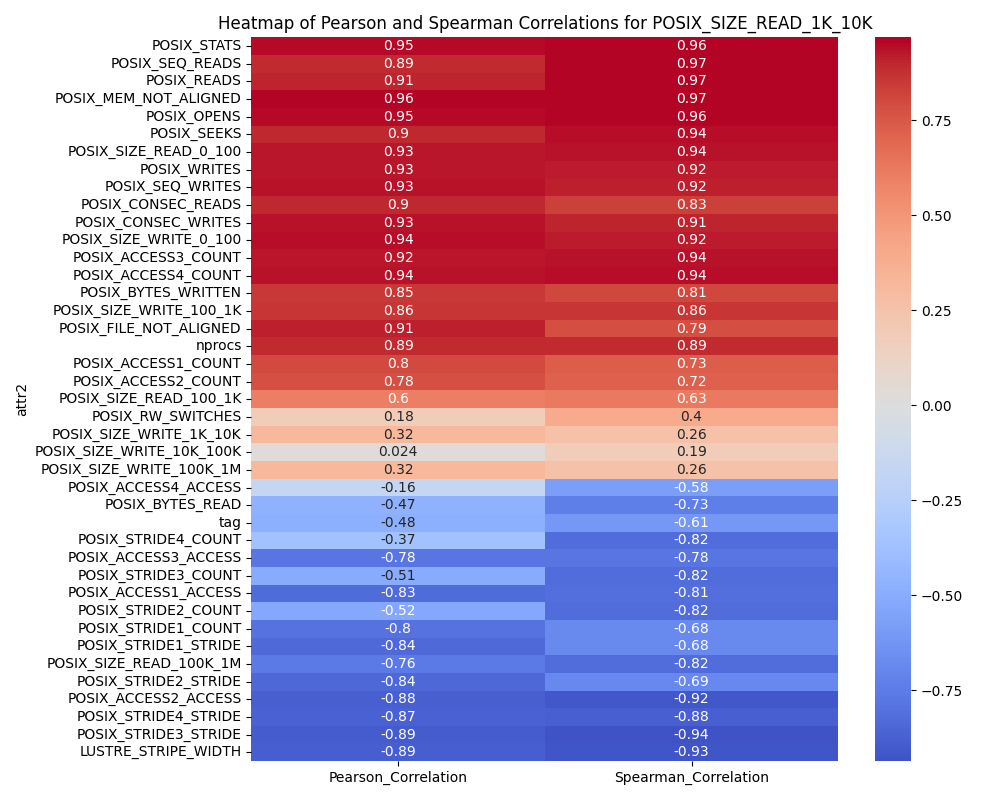 Heatmap of Pearson and Spearman Correlations for POSIX_SIZE_READ_1K_10K
attr2
POSIX_STATS 0.95 0.96
POSIX_SEQ_READS 0.89 0.97
POSIX_READS 0.91 0.97
POSIX_MEM_NOT_ALIGNED 0.96 0.97
POSIX_OPENS 0.95 0.96
POSIX_SEEKS 0.9 0.94
POSIX_SIZE_READ_0_100 0.93 0.94
POSIX_WRITES 0.93 0.92
POSIX_SEQ_WRITES 0.93 0.92
POSIX_CONSEC_READS 0.9 0.83
POSIX_CONSEC_WRITES 0.93 0.91
POSIX_SIZE_WRITE_0_100 0.94 0.92
POSIX_ACCESS3_COUNT 0.92 0.94
POSIX_ACCESS4_COUNT 0.94 0.94
POSIX_BYTES_WRITTEN 0.85 0.81
POSIX_SIZE_WRITE_100_1K 0.86 0.86
POSIX_FILE_NOT_ALIGNED 0.91 0.79
nprocs 0.89 0.89
POSIX_ACCESS1_COUNT 0.8 0.73
POSIX_ACCESS2_COUNT 0.78 0.72
POSIX_SIZE_READ_100_1K 0.6 0.63
POSIX_RW_SWITCHES 0.18 0.4
POSIX_SIZE_WRITE_1K_10K 0.32 0.26
POSIX_SIZE_WRITE_10K_100K 0.024 0.19
POSIX_SIZE_WRITE_100K_1M 0.32 0.26
POSIX_ACCESS4_ACCESS -0.16 -0.58
POSIX_BYTES_READ -0.47 -0.73
tag -0.48 -0.61
POSIX_STRIDE4_COUNT -0.37 -0.82
POSIX_ACCESS3_ACCESS -0.78 -0.78
POSIX_STRIDE3_COUNT -0.51 -0.82
POSIX_ACCESS1_ACCESS -0.83 -0.81
POSIX_STRIDE2_COUNT -0.52 -0.82
POSIX_STRIDE1_COUNT -0.8 -0.68
POSIX_STRIDE1_STRIDE -0.84 -0.68
POSIX_SIZE_READ_100K_1M -0.76 -0.82
POSIX_STRIDE2_STRIDE -0.84 -0.69
POSIX_ACCESS2_ACCESS -0.88 -0.92
POSIX_STRIDE4_STRIDE -0.87 -0.88
POSIX_STRIDE3_STRIDE -0.89 -0.94
LUSTRE_STRIPE_WIDTH -0.89 -0.93
Pearson_Correlation Spearman_Correlation
0.75
0.50
0.25
0.00
−0.25
−0.50
−0.75